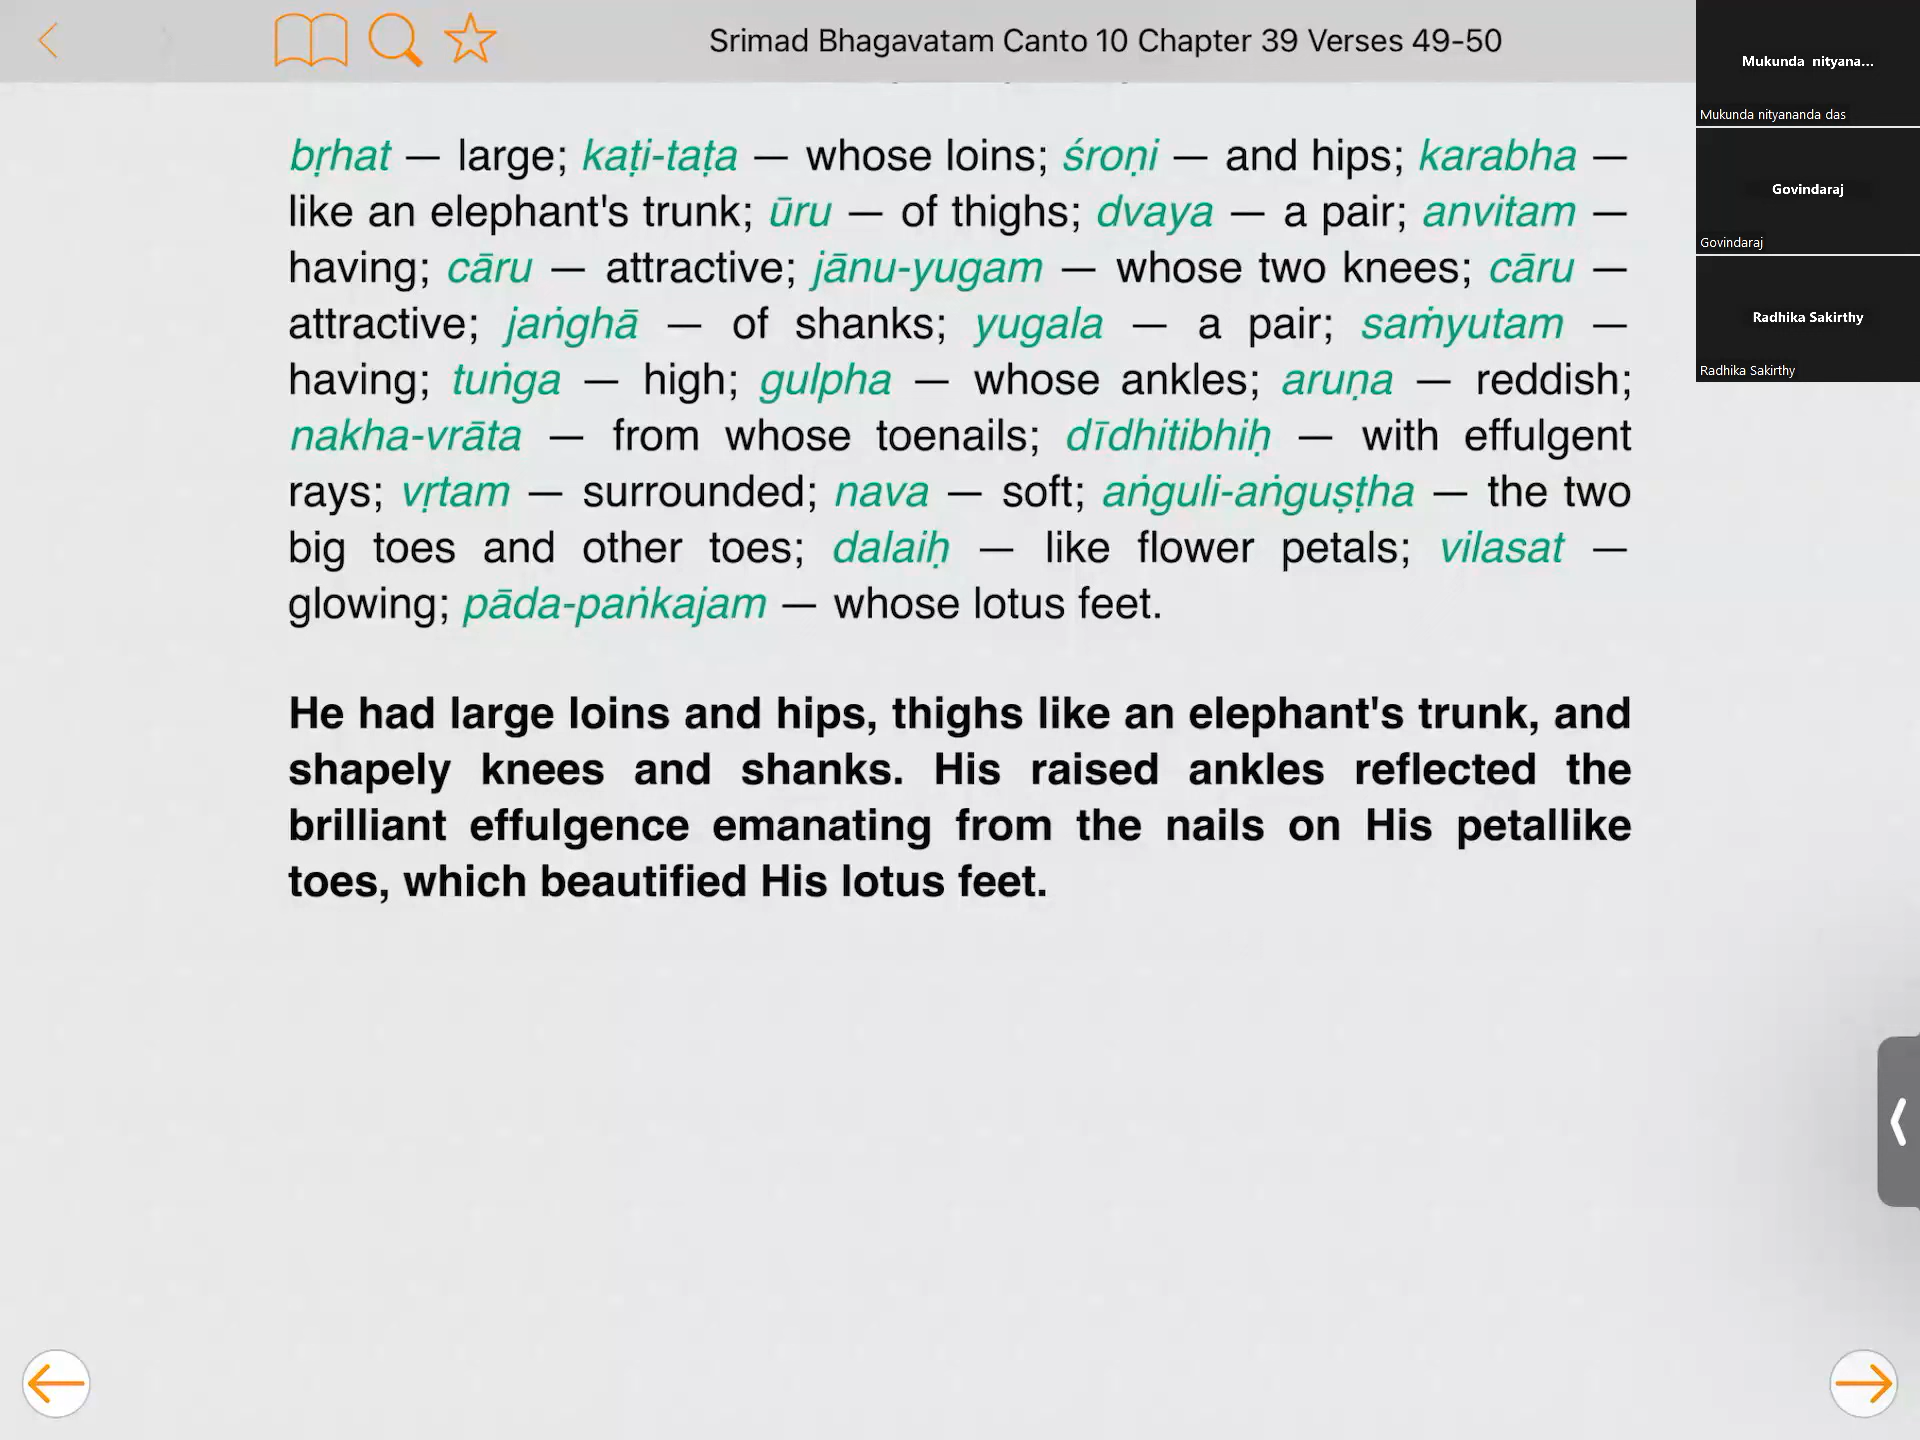 Srimad Bhagavatam Canto 10 Chapter 39 Verses 49-50
bṛhat — large; kaṭi-taṭa — whose loins; śroṇi — and hips; karabha —
like an elephant's trunk; ūru — of thighs; dvaya — a pair; anvitam —
having; cāru — attractive; jānu-yugam — whose two knees; cāru —
attractive; jaṅghā — of shanks; yugala — a pair; saṁyutam —
having; tuṅga — high; gulpha — whose ankles; aruṇa — reddish;
nakha-vrāta — from whose toenails; dīdhitibhiḥ — with effulgent
rays; vṛtam — surrounded; nava — soft; aṅguli-aṅguṣṭha — the two
big toes and other toes; dalaiḥ — like flower petals; vilasat —
glowing; pāda-paṅkajam — whose lotus feet.
He had large loins and hips, thighs like an elephant's trunk, and
shapely knees and shanks. His raised ankles reflected the
brilliant effulgence emanating from the nails on His petallike
toes, which beautified His lotus feet.
Mukunda nityana...
Mukunda nityananda das
Govindaraj
Govindaraj
Radhika Sakirthy
Radhika Sakirthy